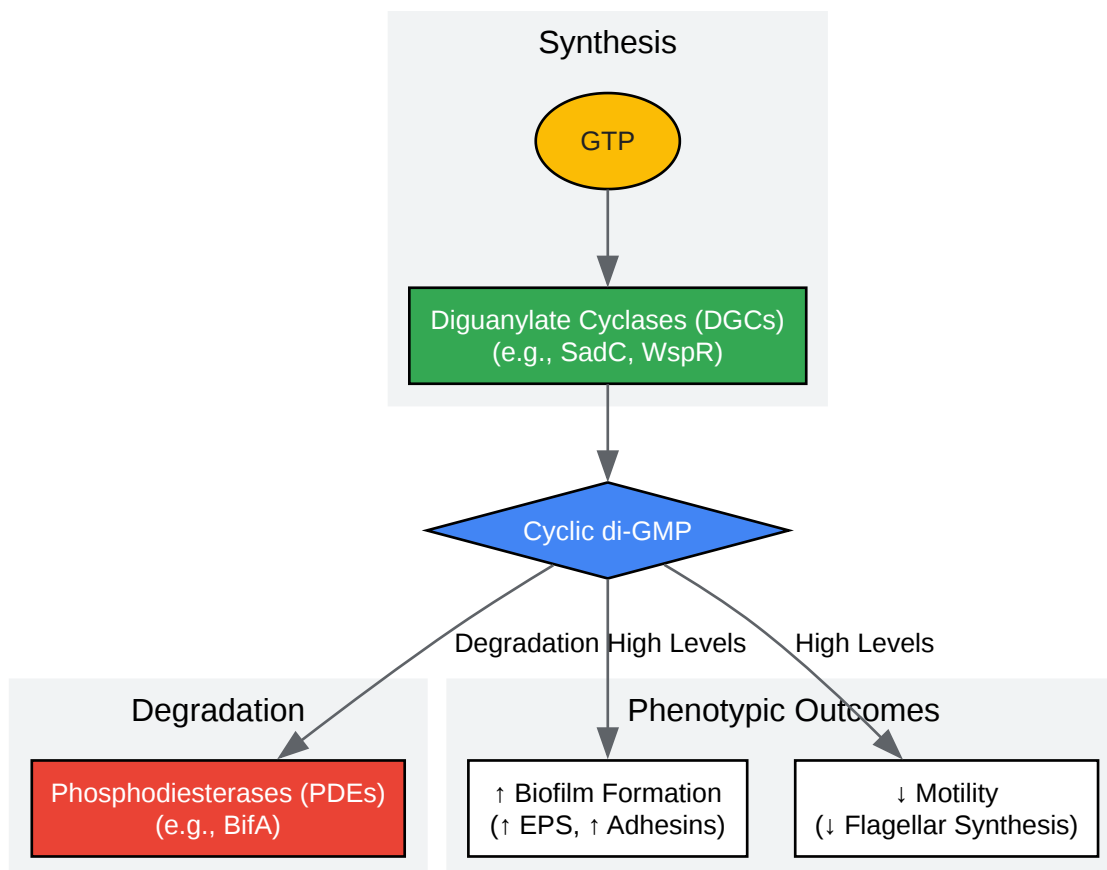 Synthesis
GTP
Diguanylate Cyclases (DGCs)
(e.g., SadC, WspR)
Cyclic di-GMP
Degradation
High Levels
High Levels
Degradation
Phosphodiesterases (PDEs)
(e.g., BifA)
Phenotypic Outcomes
↑ Biofilm Formation
(↑ EPS, ↑ Adhesins)
↓ Motility
(↓ Flagellar Synthesis)